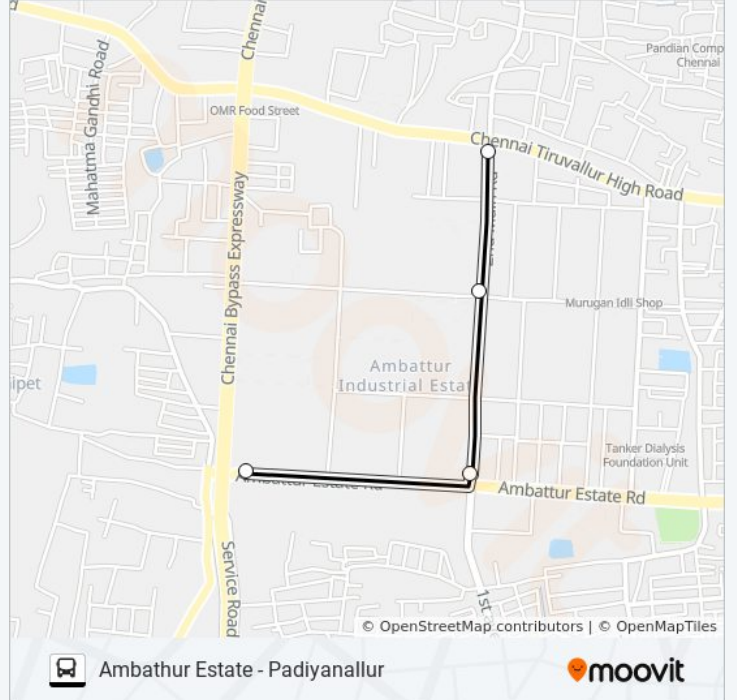 Chennai
Pandian Comp
Chennai
Mahatma Gandhi Road
OMR Food Street
Chennai Tiruvallur High Road
Chennai Bypass Expressway
Murugan Idli Shop
Ambattur
Industrial Estat
ipet
Tanker Dialysis
Foundation Unit
Ambattur Estate Rd
Ambattur Estate Rd
Service Road
1st
© OpenStreetMap contributors | © OpenMapTiles
Ambathur Estate - Padiyanallur
moovit